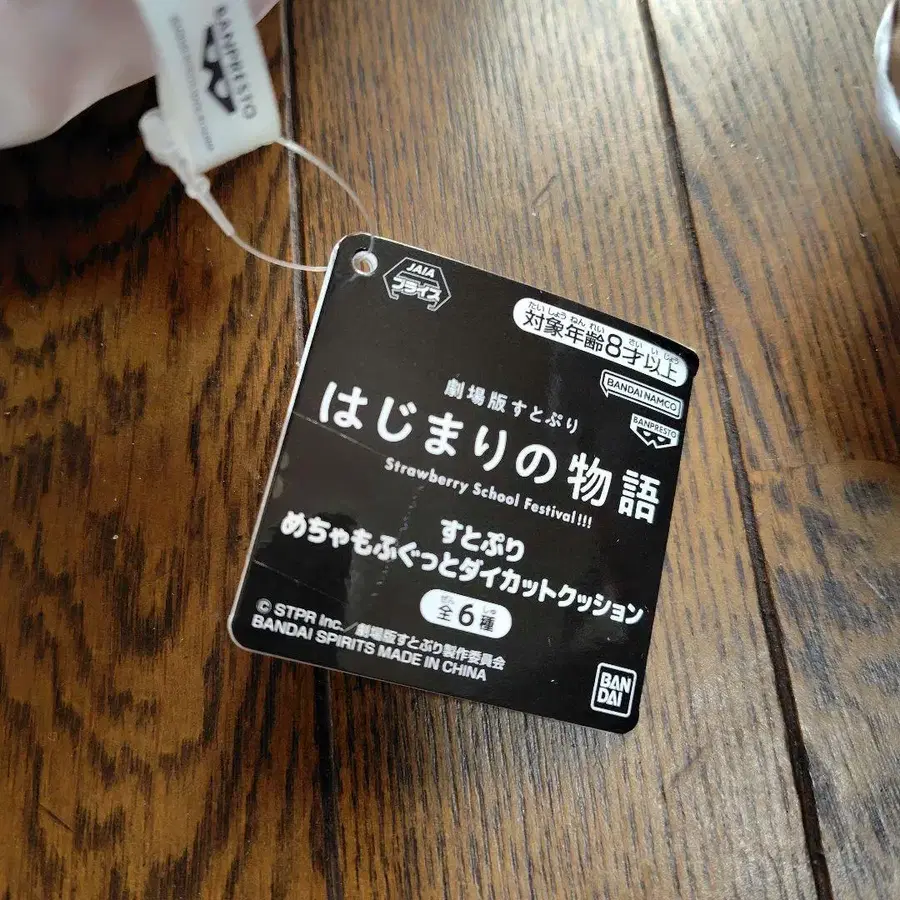 BANPRESTO
JAIA
プライズ
たいしょうねんれい さいいじょう
対象年齢8才以上
BANDAI NAMCO
BANPRESTO
劇場版すとぷり
はじまりの物語
Strawberry School Festival!!!
すとぷり
めちゃもふぐっとダイカットクッション
ぜん しゅ
全6種
© STPR Inc./劇場版すとぷり製作委員会
BANDAI SPIRITS MADE IN CHINA
BAN
DAI